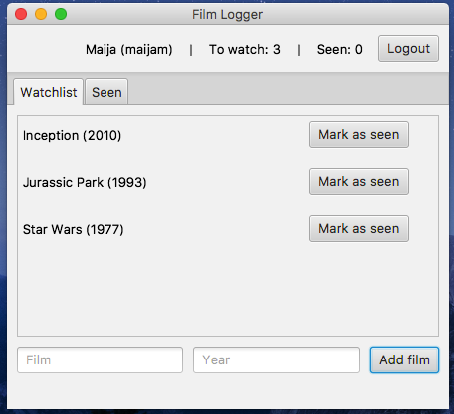 Film Logger
Maija (maijam) | To watch: 3 | Seen: 0 Logout
Watchlist Seen
Inception (2010) Mark as seen
Jurassic Park (1993) Mark as seen
Star Wars (1977) Mark as seen
Film Year Add film